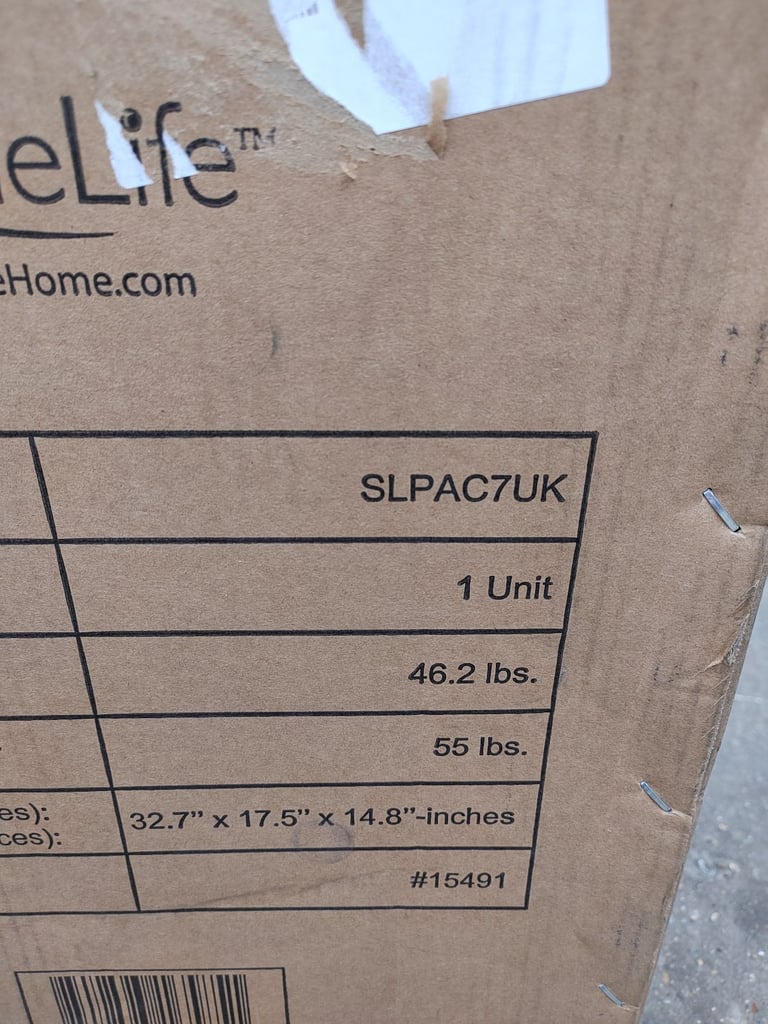 eLife™
eHome.com
SLPAC7UK
1 Unit
46.2 lbs.
55 lbs.
es):
ces):
32.7” x 17.5” x 14.8”-inches
#15491